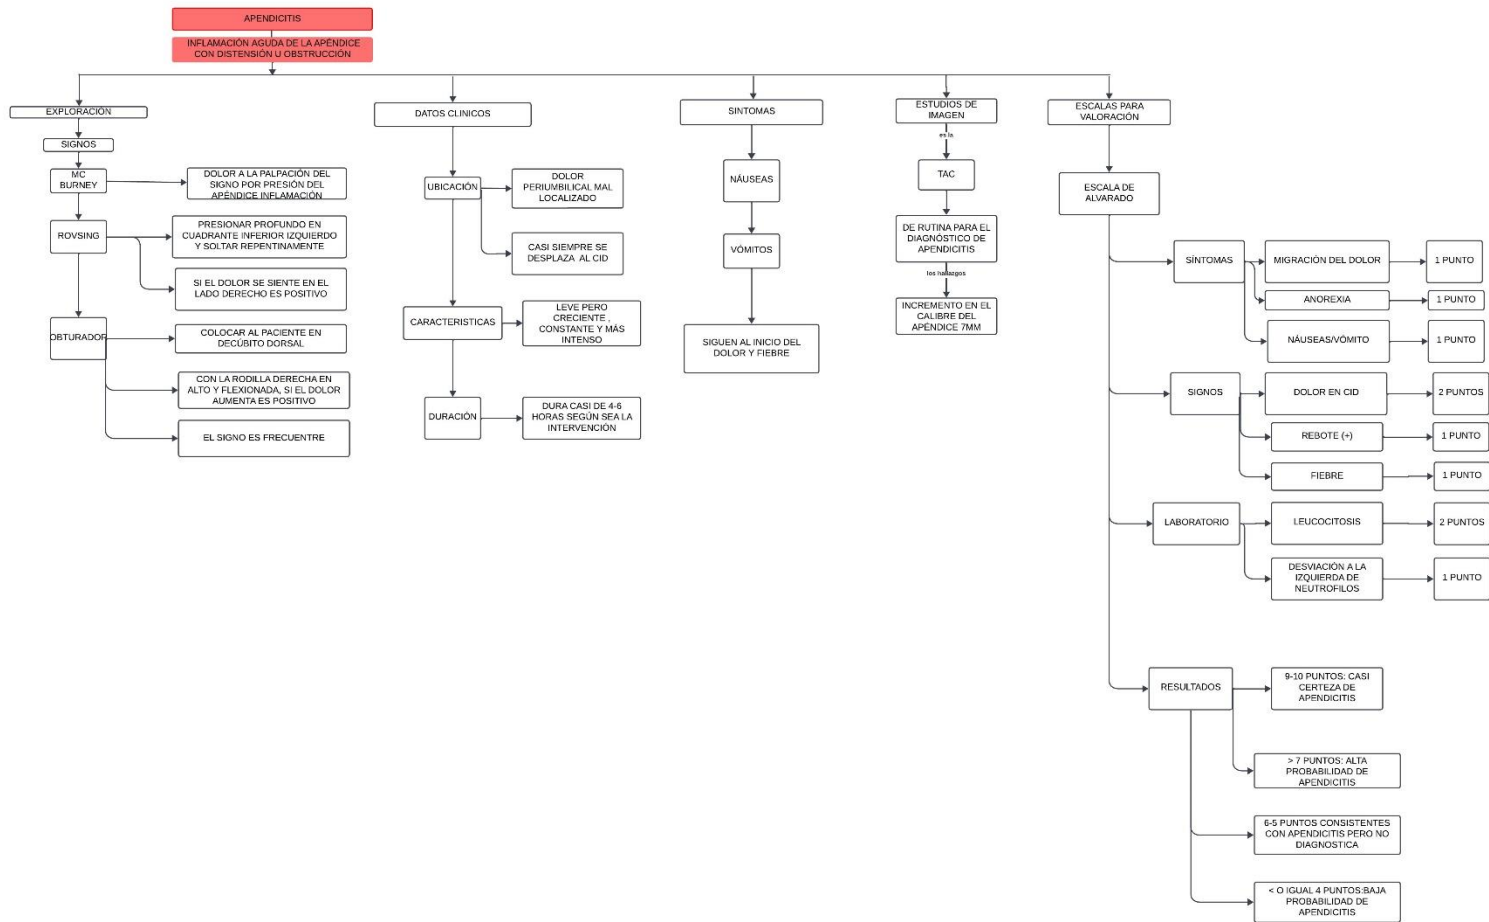 APENDICITIS
INFLAMACIÓN AGUDA DE LA APÉNDICE
CON DISTENSIÓN U OBSTRUCCIÓN
EXPLORACIÓN
SIGNOS
MC
BURNEY
DOLOR A LA PALPACIÓN DEL
SIGNO POR PRESIÓN DEL
APÉNDICE INFLAMACIÓN
ROVSING
PRESIONAR PROFUNDO EN
CUADRANTE INFERIOR IZQUIERDO
Y SOLTAR REPENTINAMENTE
SI EL DOLOR SE SIENTE EN EL
LADO DERECHO ES POSITIVO
OBTURADOR
COLOCAR AL PACIENTE EN
DECÚBITO DORSAL
CON LA RODILLA DERECHA EN
ALTO Y FLEXIONADA, SI EL DOLOR
AUMENTA ES POSITIVO
EL SIGNO ES FRECUENTRE
DATOS CLINICOS
UBICACIÓN
DOLOR
PERIUMBILICAL MAL
LOCALIZADO
CASI SIEMPRE SE
DESPLAZA AL CID
CARACTERISTICAS
LEVE PERO
CRECIENTE ,
CONSTANTE Y MÁS
INTENSO
DURACIÓN
DURA CASI DE 4-6
HORAS SEGÚN SEA LA
INTERVENCIÓN
SINTOMAS
NÁUSEAS
VÓMITOS
SIGUEN AL INICIO DEL
DOLOR Y FIEBRE
ESTUDIOS DE
IMAGEN
es la
TAC
DE RUTINA PARA EL
DIAGNÓSTICO DE
APENDICITIS
los hallazgos
INCREMENTO EN EL
CALIBRE DEL
APÉNDICE 7MM
ESCALAS PARA
VALORACIÓN
ESCALA DE
ALVARADO
SÍNTOMAS
MIGRACIÓN DEL DOLOR
1 PUNTO
ANOREXIA
1 PUNTO
NÁUSEAS/VÓMITO
1 PUNTO
SIGNOS
DOLOR EN CID
2 PUNTOS
REBOTE (+)
1 PUNTO
FIEBRE
1 PUNTO
LABORATORIO
LEUCOCITOSIS
2 PUNTOS
DESVIACIÓN A LA
IZQUIERDA DE
NEUTROFILOS
1 PUNTO
RESULTADOS
9-10 PUNTOS: CASI
CERTEZA DE
APENDICITIS
> 7 PUNTOS: ALTA
PROBABILIDAD DE
APENDICITIS
6-5 PUNTOS CONSISTENTES
CON APENDICITIS PERO NO
DIAGNOSTICA
< O IGUAL 4 PUNTOS:BAJA
PROBABILIDAD DE
APENDICITIS